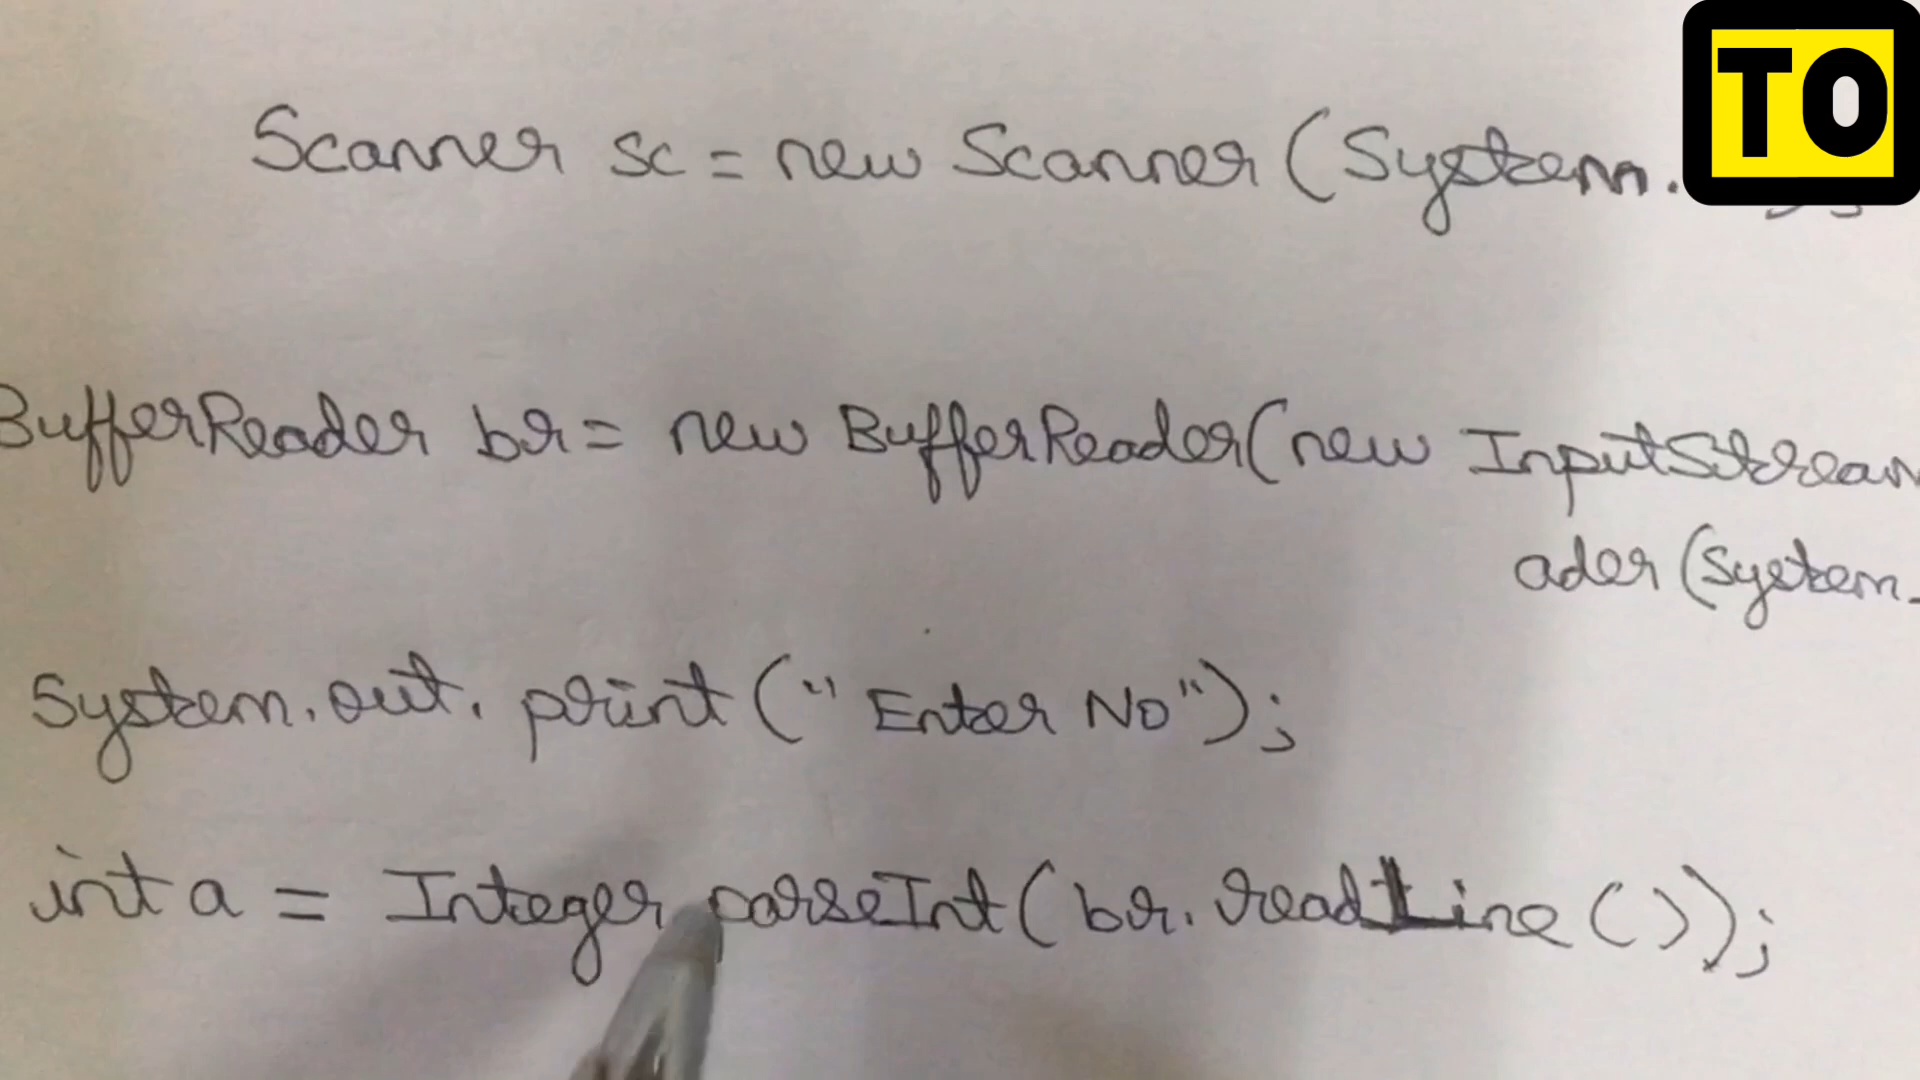 TO
Scanner sc = new Scanner (System.
BufferReader br = new BufferReader(new InputStream
ader (System.
System.out.print ("Enter No");
int a = Integer parseInt (br.readLine ());